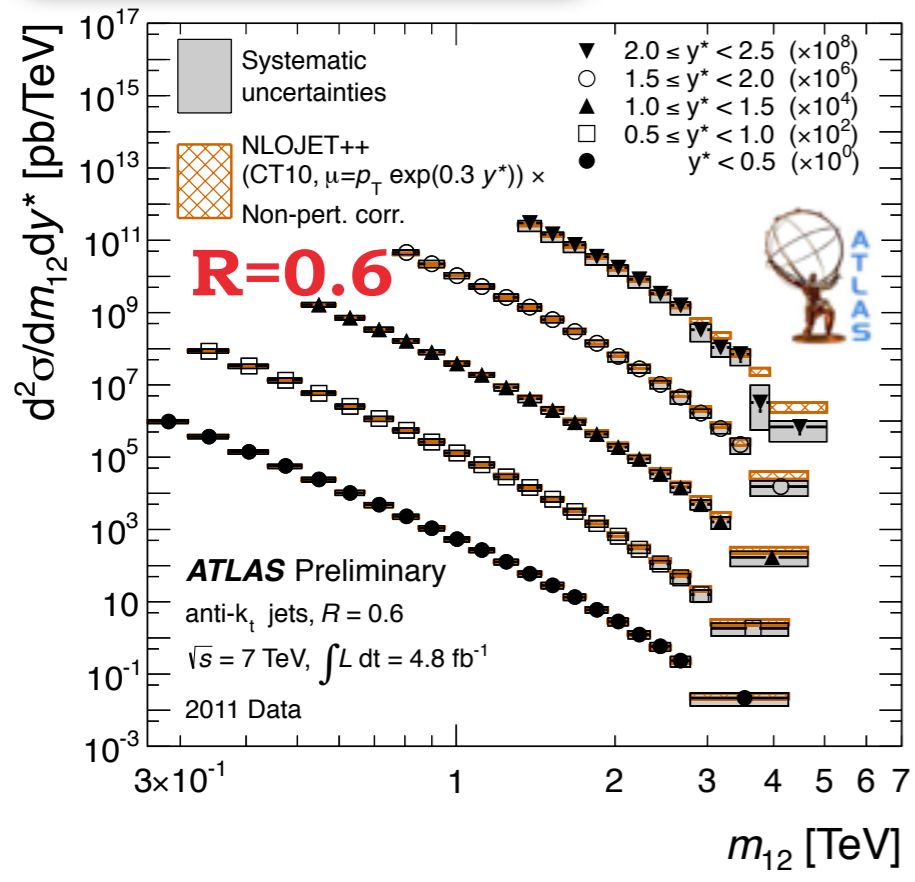 10^17
10^15
10^13
10^11
10^9
10^7
10^5
10^3
10
10^-1
10^-3
d²σ/dm₁₂dy* [pb/TeV]
Systematic
uncertainties
NLOJET++
(CT10, μ=p_T exp(0.3 y*)) ×
Non-pert. corr.
2.0 ≤ y* < 2.5 (×10^8)
1.5 ≤ y* < 2.0 (×10^6)
1.0 ≤ y* < 1.5 (×10^4)
0.5 ≤ y* < 1.0 (×10^2)
y* < 0.5 (×10^0)
R=0.6
ATLAS
ATLAS Preliminary
anti-k_t jets, R = 0.6
√s = 7 TeV, ∫L dt = 4.8 fb^-1
2011 Data
3×10^-1 1 2 3 4 5 6 7
m₁₂ [TeV]